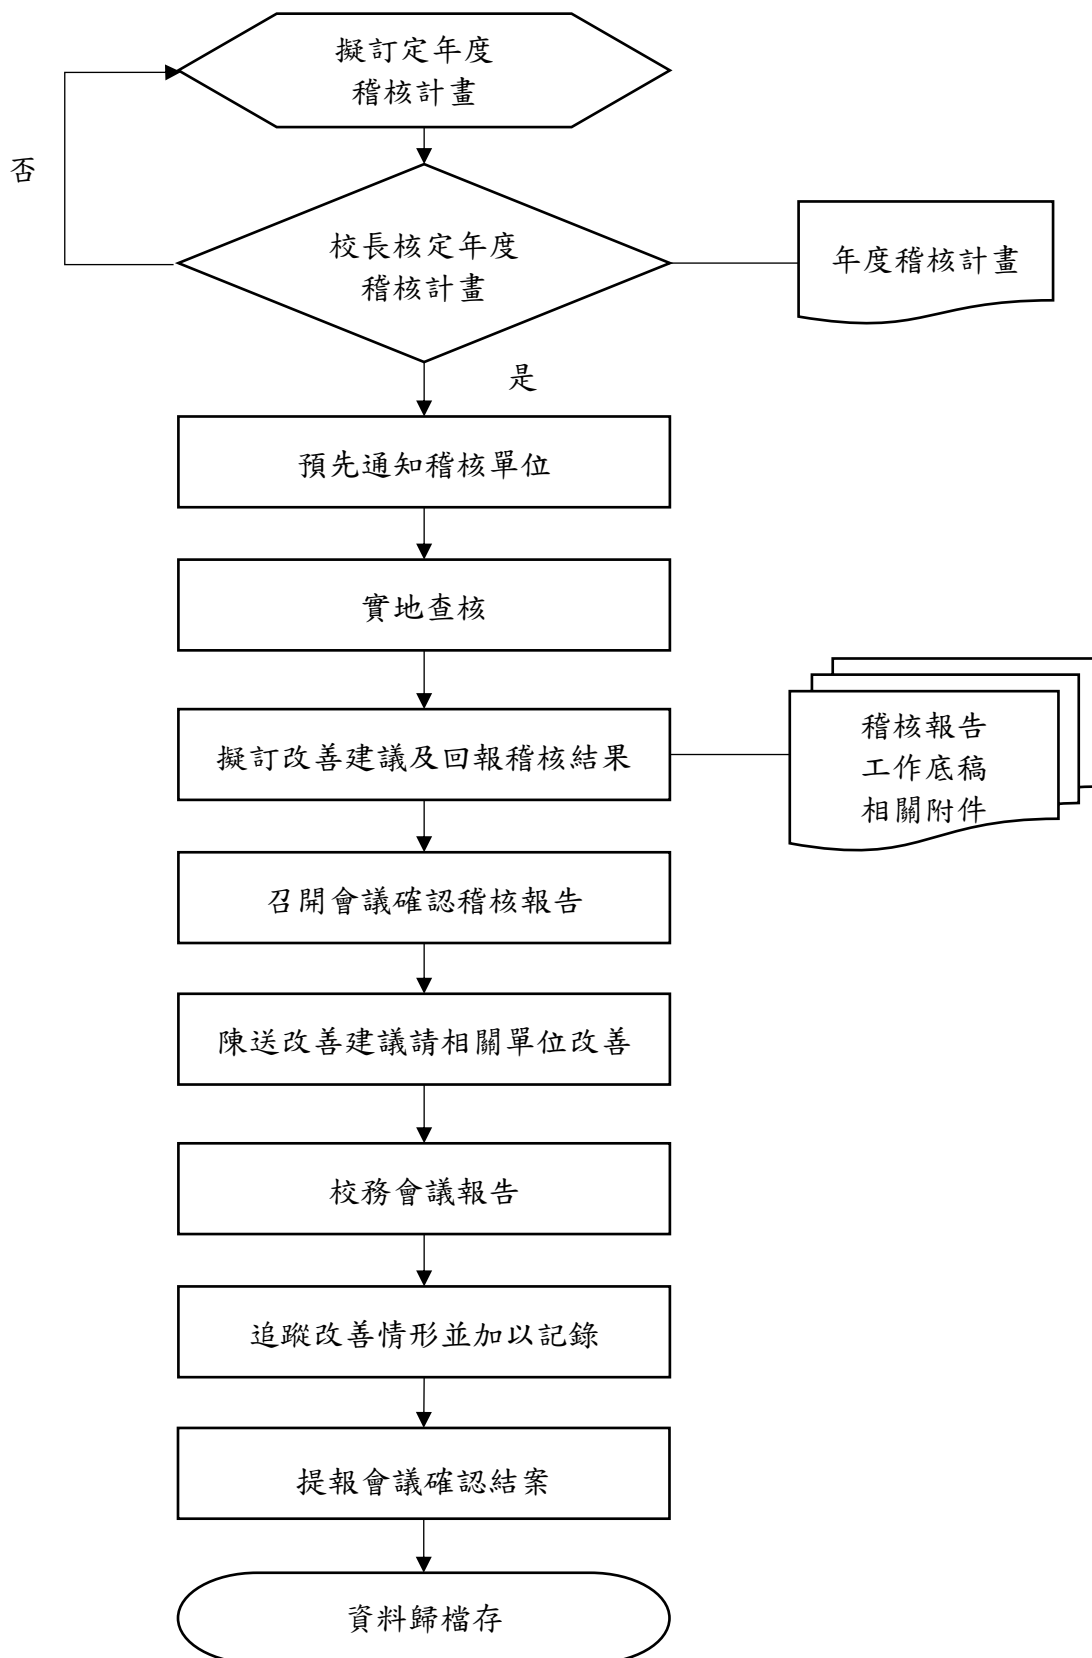 擬訂定年度
稽核計畫
否
校長核定年度
稽核計畫
年度稽核計畫
是
預先通知稽核單位
實地查核
擬訂改善建議及回報稽核結果
稽核報告
工作底稿
相關附件
召開會議確認稽核報告
陳送改善建議請相關單位改善
校務會議報告
追蹤改善情形並加以記錄
提報會議確認結案
資料歸檔存